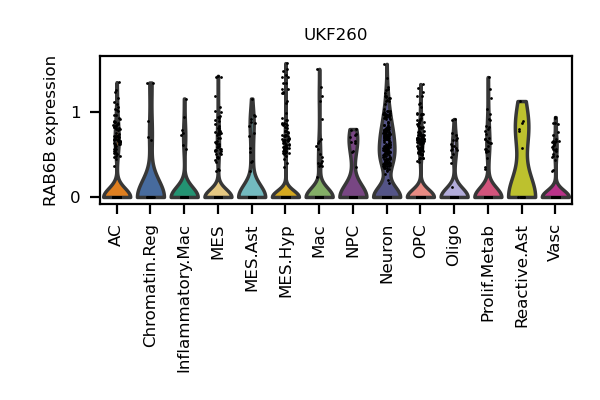 UKF260
RAB6B expression
1
0
AC
Chromatin.Reg
Inflammatory.Mac
MES
MES.Ast
MES.Hyp
Mac
NPC
Neuron
OPC
Oligo
Prolif.Metab
Reactive.Ast
Vasc